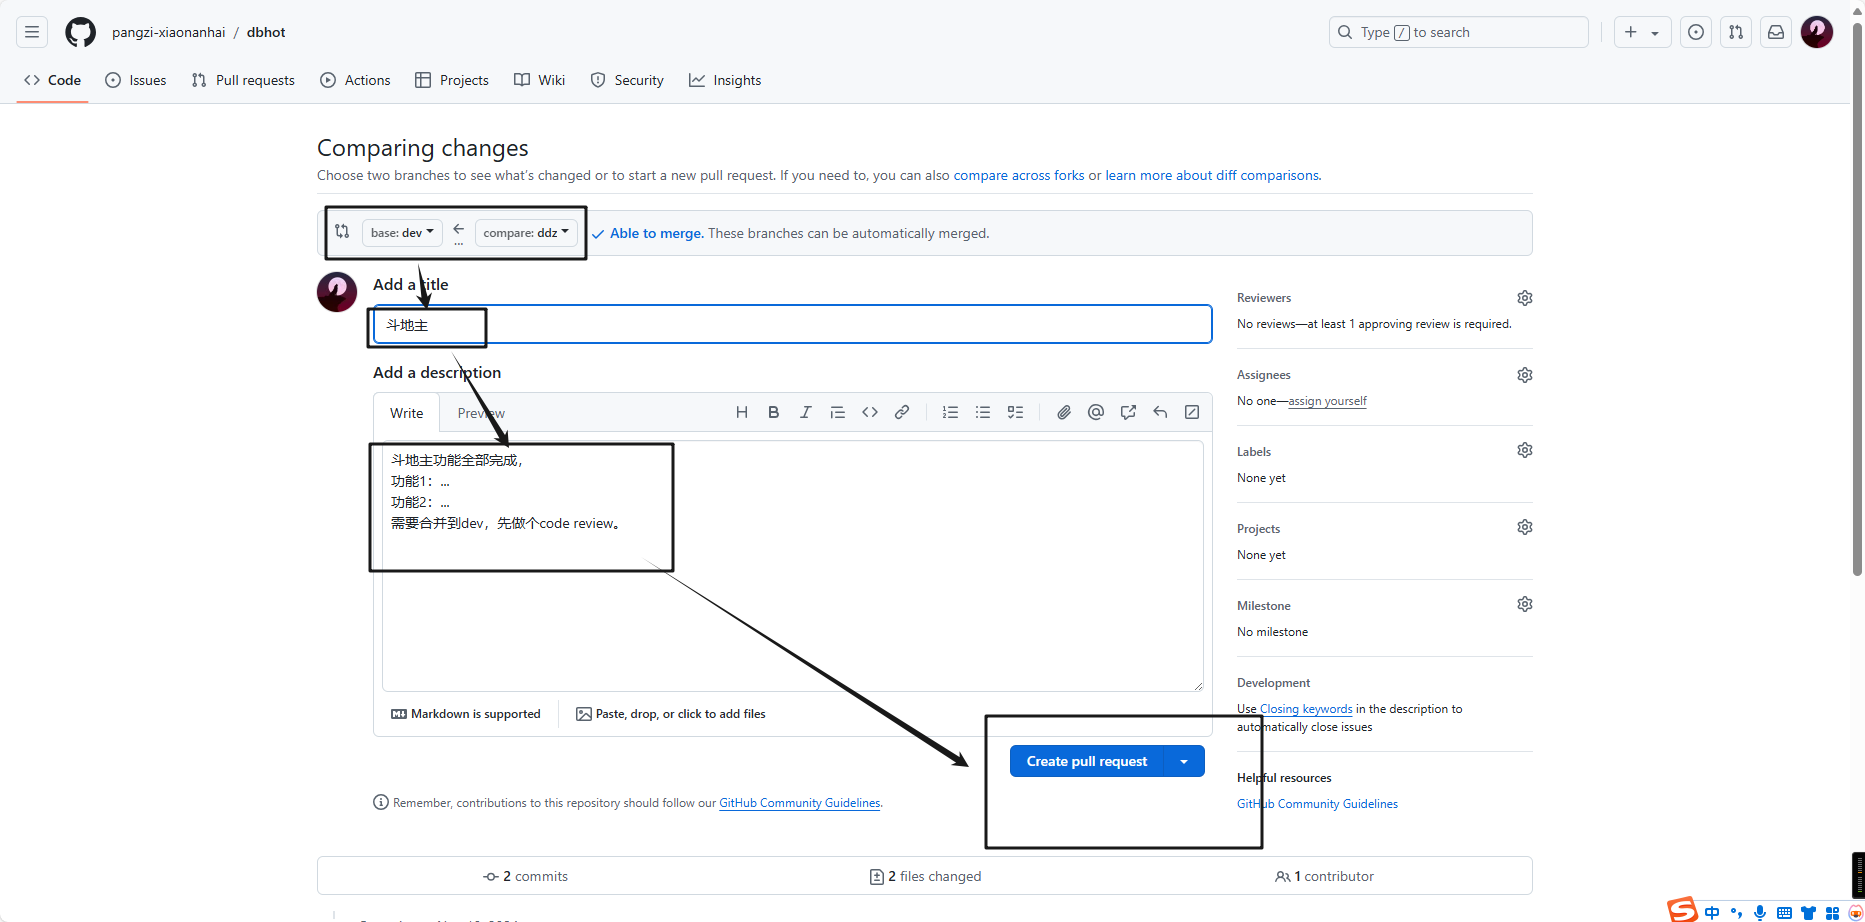 pangzi-xiaonanhai / dbhot
Type / to search
Code Issues Pull requests Actions Projects Wiki Security Insights
Comparing changes
Choose two branches to see what's changed or to start a new pull request. If you need to, you can also compare across forks or learn more about diff comparisons.
base: dev ... compare: ddz Able to merge. These branches can be automatically merged.
Add a title
斗地主
Add a description
Write Preview
斗地主功能全部完成，
功能1：...
功能2：...
需要合并到dev，先做个code review。
Markdown is supported Paste, drop, or click to add files
Create pull request
Remember, contributions to this repository should follow our GitHub Community Guidelines.
Reviewers
No reviews—at least 1 approving review is required.
Assignees
No one—assign yourself
Labels
None yet
Projects
None yet
Milestone
No milestone
Development
Use Closing keywords in the description to
automatically close issues
Helpful resources
GitHub Community Guidelines
2 commits 2 files changed 1 contributor
中